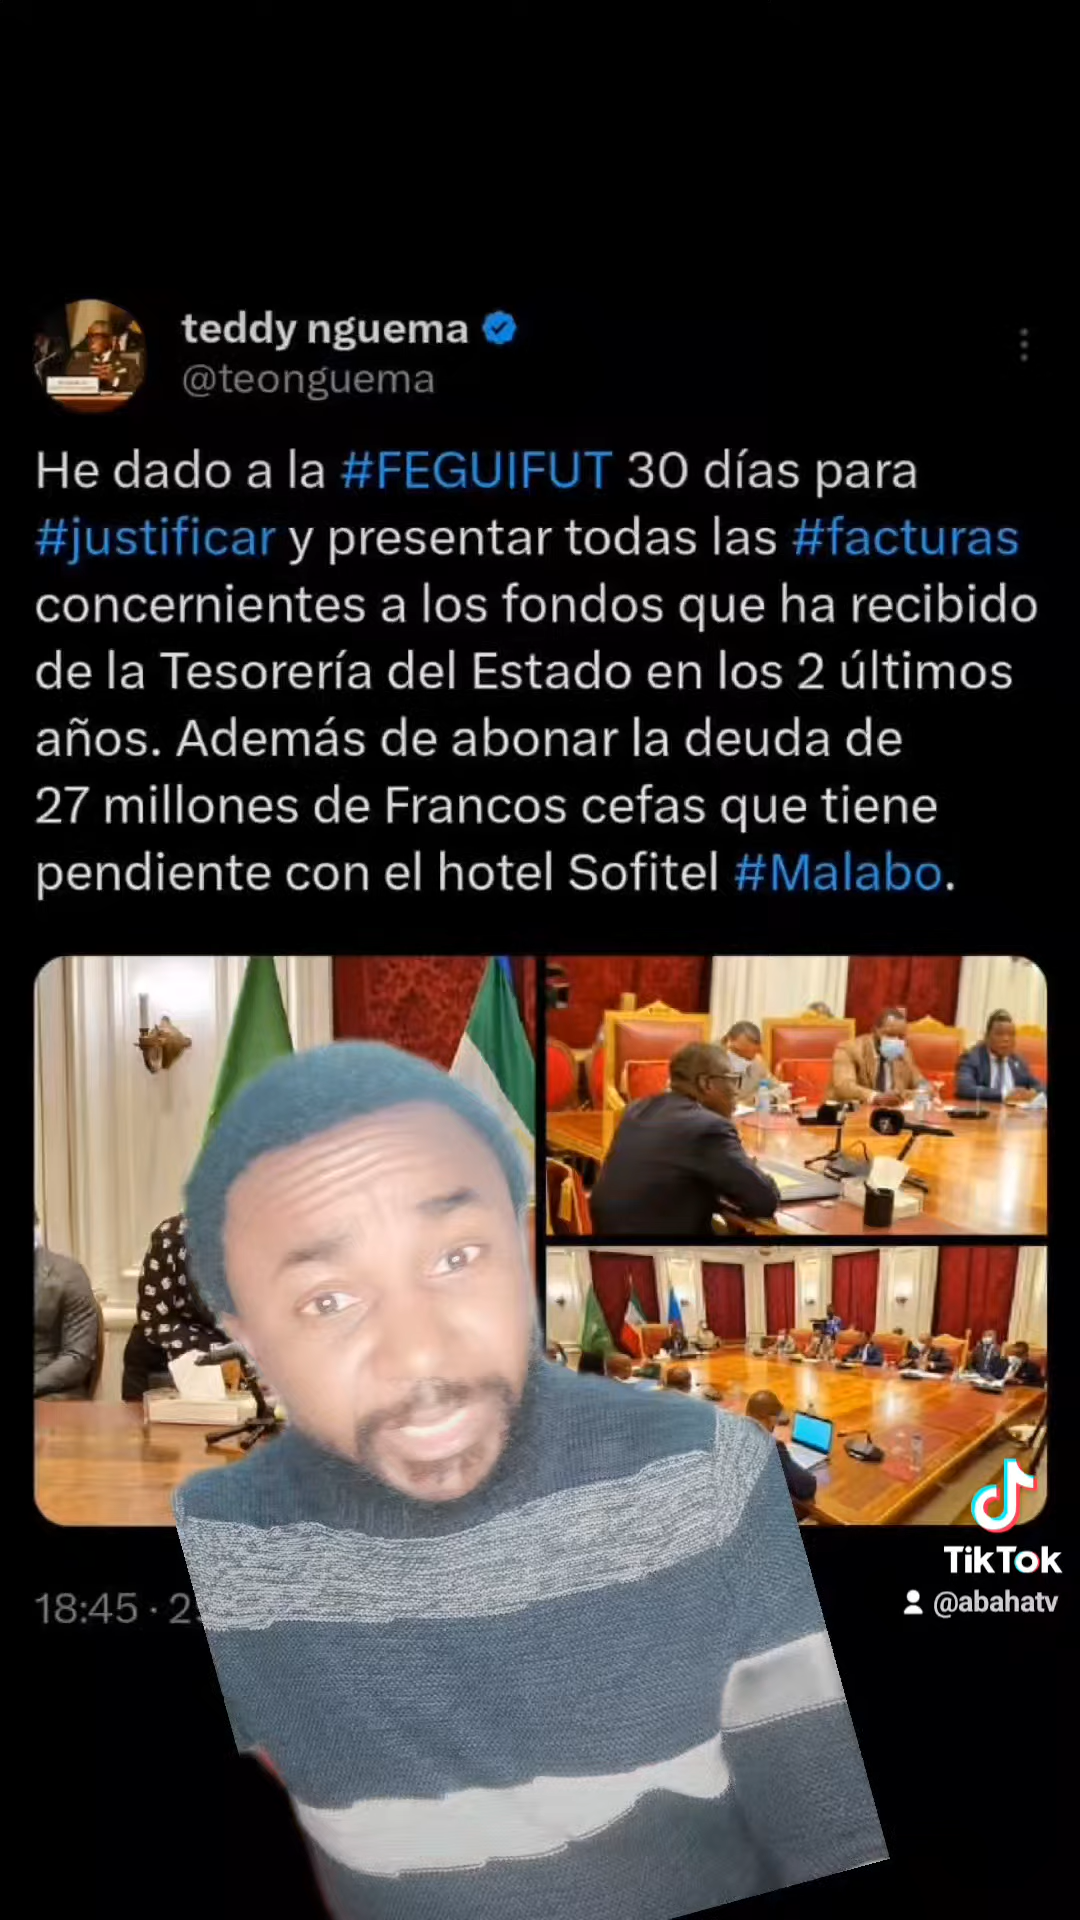 teddy nguema
@teonguema
He dado a la #FEGUIFUT 30 días para
#justificar y presentar todas las #facturas
concernientes a los fondos que ha recibido
de la Tesorería del Estado en los 2 últimos
años. Además de abonar la deuda de
27 millones de Francos cefas que tiene
pendiente con el hotel Sofitel #Malabo.
18:45 · 2
TikTok
@abahatv